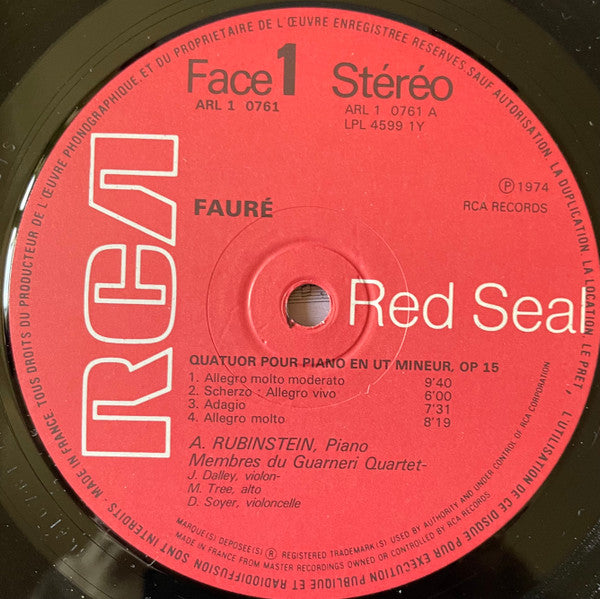 TOUS DROITS DU PRODUCTEUR DE L'ŒUVRE PHONOGRAPHIQUE ET DU PROPRIETAIRE DE L'ŒUVRE ENREGISTREE RESERVES. SAUF AUTORISATION, LA DUPLICATION, LA LOCATION, LE PRET, L'UTILISATION DE CE DISQUE POUR EXECUTION PUBLIQUE ET RADIODIFFUSION SONT INTERDITS MADE IN FRANCE
Face 1 Stéréo
ARL 1 0761
ARL 1 0761 A
LPL 4599 1Y
RCA
FAURÉ
Ⓟ 1974
RCA RECORDS
Red Seal
QUATUOR POUR PIANO EN UT MINEUR, OP 15
1. Allegro molto moderato 9'40
2. Scherzo : Allegro vivo 6'00
3. Adagio 7'31
4. Allegro molto 8'19
A. RUBINSTEIN, Piano
Membres du Guarneri Quartet-
J. Dalley, violon-
M. Tree, alto
D. Soyer, violoncelle
MARQUE(S) DEPOSEE(S) ® REGISTERED TRADEMARK(S) USED BY AUTHORITY AND UNDER CONTROL OF RCA CORPORATION
MADE IN FRANCE FROM MASTER RECORDINGS OWNED OR CONTROLLED BY RCA RECORDS